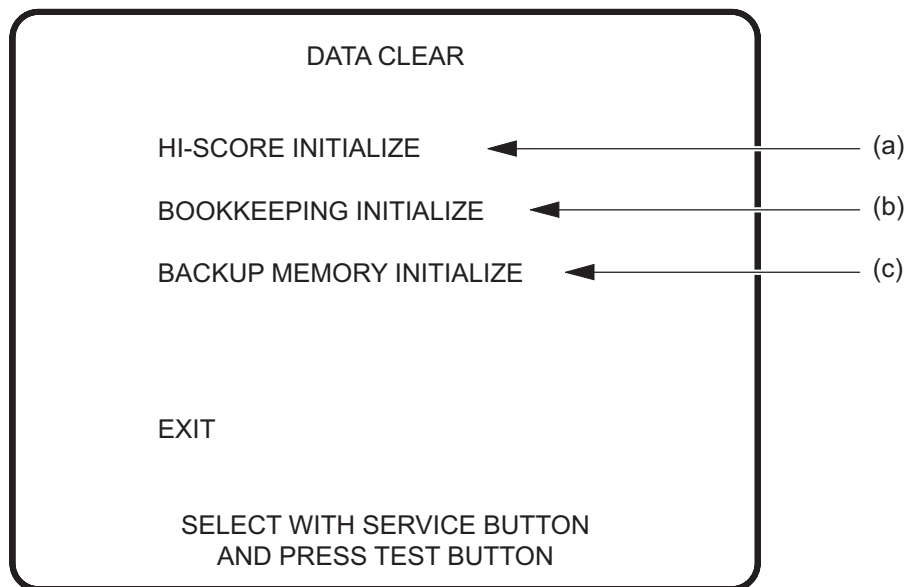 DATA CLEAR
HI-SCORE INITIALIZE
(a)
BOOKKEEPING INITIALIZE
(b)
BACKUP MEMORY INITIALIZE
(c)
EXIT
SELECT WITH SERVICE BUTTON
AND PRESS TEST BUTTON